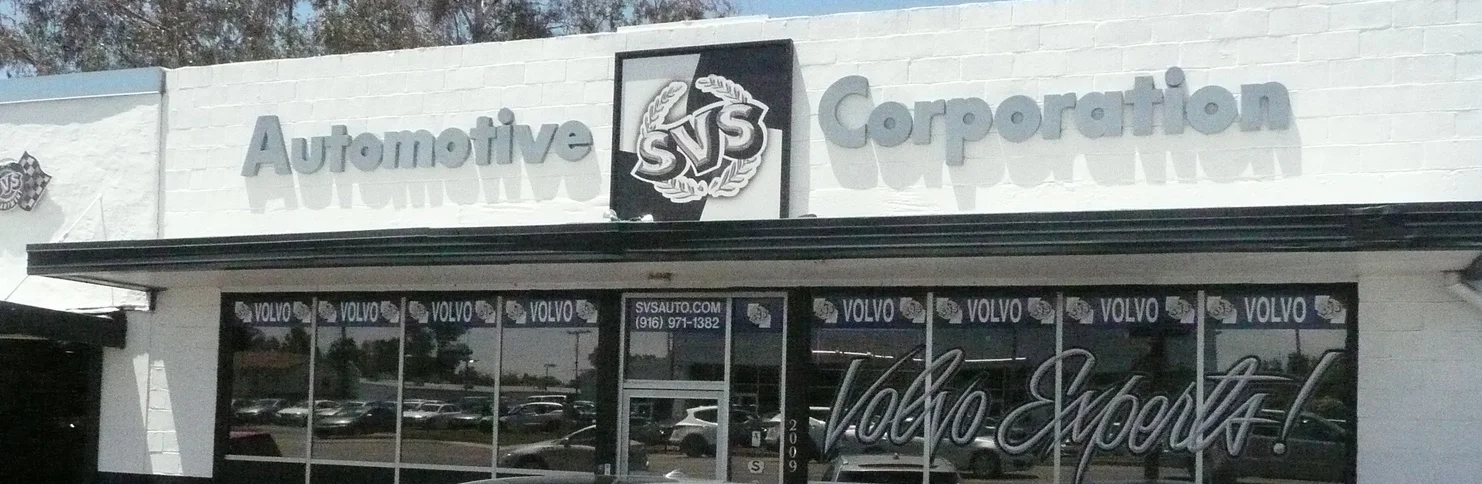 Automotive SVS Corporation
SVS
VOLVO VOLVO VOLVO VOLVO
SVSAUTO.COM
(916) 971-1382
VOLVO VOLVO VOLVO VOLVO
Volvo Experts!
2009
S